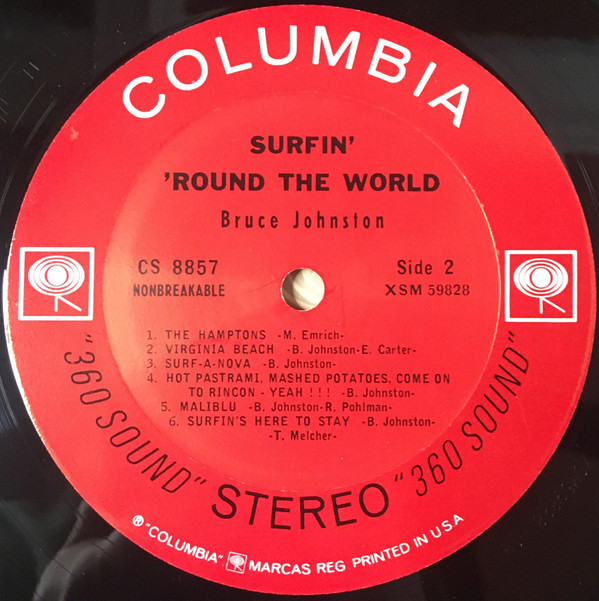 COLUMBIA
SURFIN'
'ROUND THE WORLD
Bruce Johnston
CS 8857
NONBREAKABLE
Side 2
XSM 59828
1. THE HAMPTONS -M. Emrich-
2. VIRGINIA BEACH -B. Johnston-E. Carter-
3. SURF-A-NOVA -B. Johnston-
4. HOT PASTRAMI, MASHED POTATOES, COME ON
TO RINCON - YEAH ! ! ! -B. Johnston-
5. MALIBLU -B. Johnston-R. Pohlman-
6. SURFIN'S HERE TO STAY -B. Johnston-
-T. Melcher-
"360 SOUND" STEREO "360 SOUND"
® "COLUMBIA" MARCAS REG PRINTED IN U.S.A